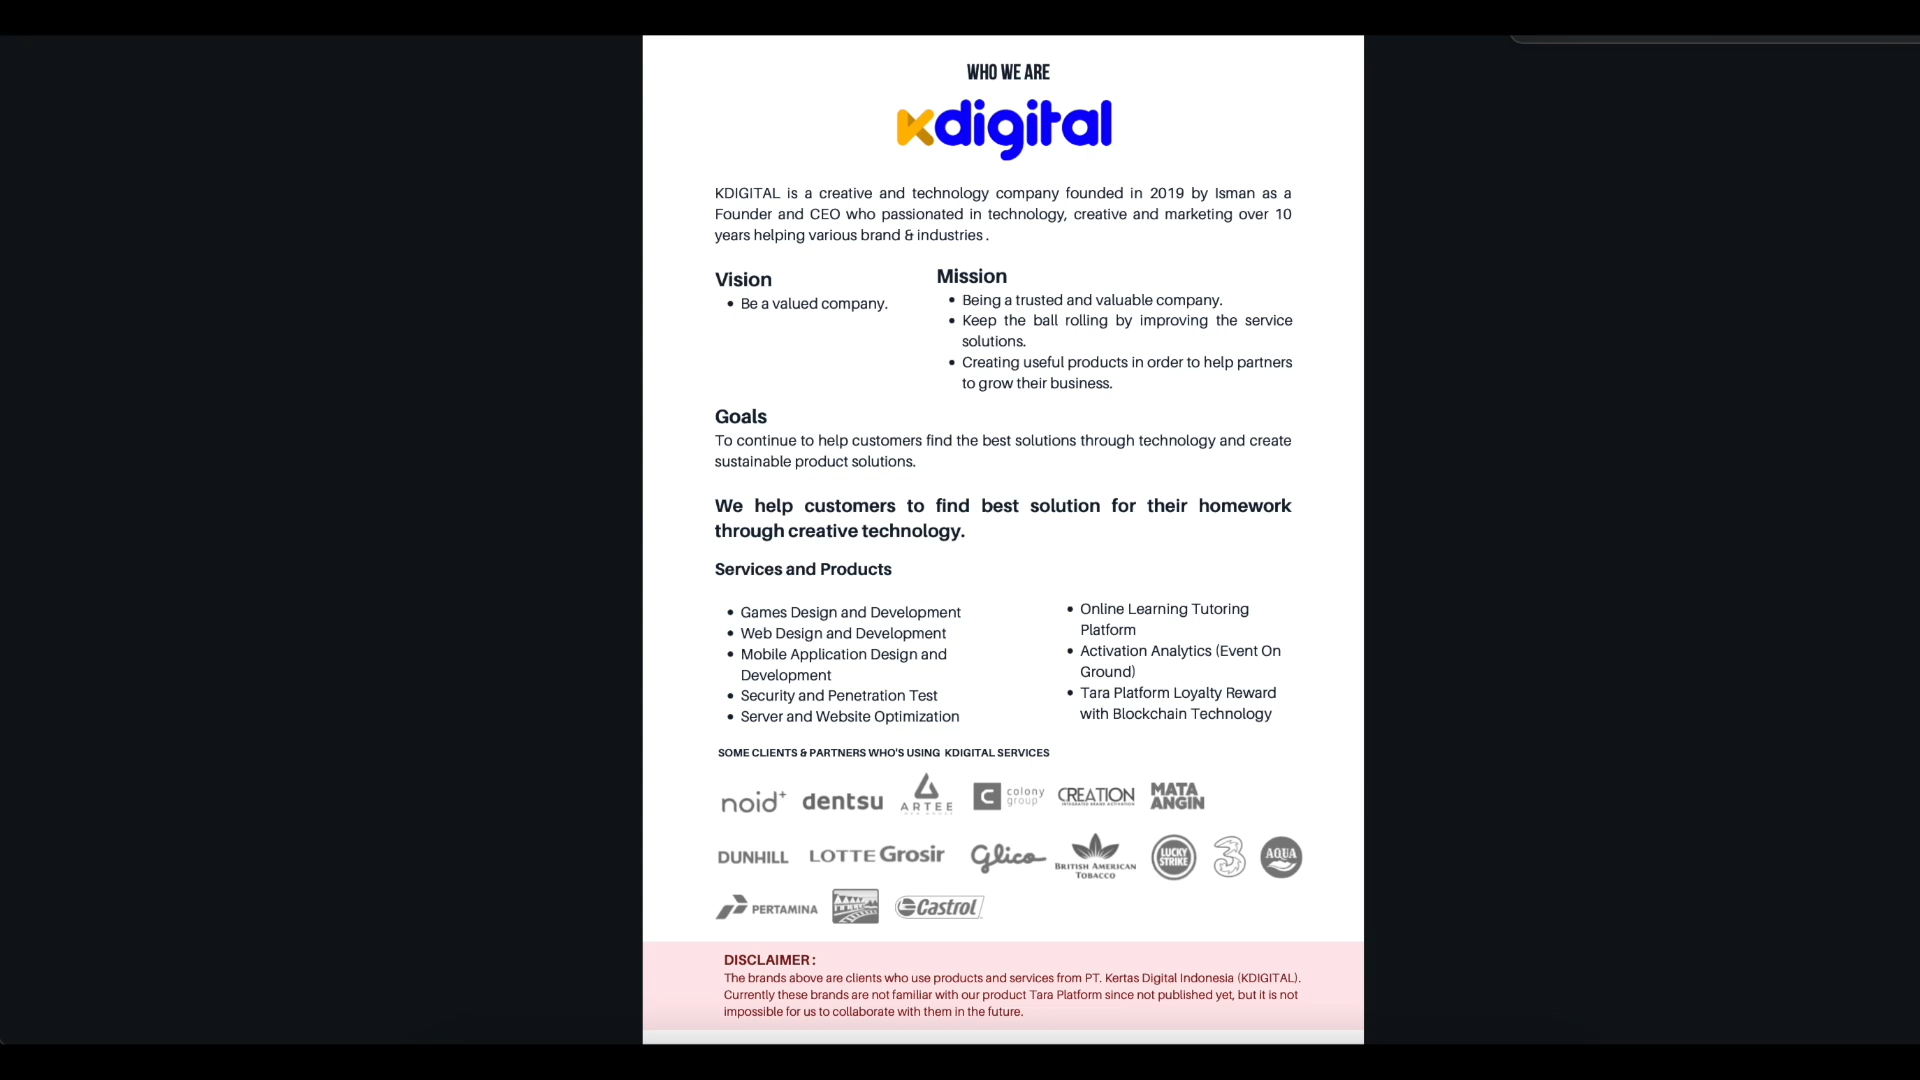 WHO WE ARE
kdigital
KDIGITAL is a creative and technology company founded in 2019 by Isman as a
Founder and CEO who passionated in technology, creative and marketing over 10
years helping various brand & industries .
Vision
• Be a valued company.
Mission
• Being a trusted and valuable company.
• Keep the ball rolling by improving the service
solutions.
• Creating useful products in order to help partners
to grow their business.
Goals
To continue to help customers find the best solutions through technology and create
sustainable product solutions.
We help customers to find best solution for their homework
through creative technology.
Services and Products
• Games Design and Development
• Web Design and Development
• Mobile Application Design and
Development
• Security and Penetration Test
• Server and Website Optimization
• Online Learning Tutoring
Platform
• Activation Analytics (Event On
Ground)
• Tara Platform Loyalty Reward
with Blockchain Technology
SOME CLIENTS & PARTNERS WHO'S USING KDIGITAL SERVICES
noid+ dentsu ARTEE C colony group CREATION INTEGRATED BRAND ACTIVATION MATA ANGIN
DUNHILL LOTTE Grosir Glico BRITISH AMERICAN TOBACCO LUCKY STRIKE 3 AQUA
PERTAMINA Castrol
DISCLAIMER :
The brands above are clients who use products and services from PT. Kertas Digital Indonesia (KDIGITAL).
Currently these brands are not familiar with our product Tara Platform since not published yet, but it is not
impossible for us to collaborate with them in the future.